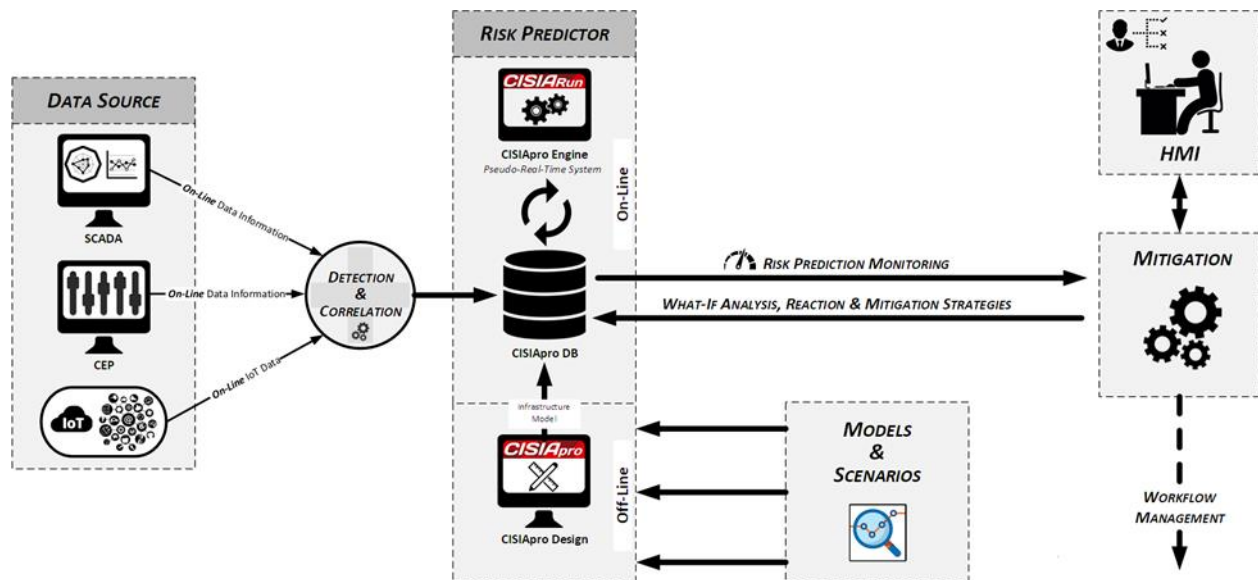 DATA SOURCE
SCADA
CEP
IoT
On-Line Data Information
On-Line Data Information
On-Line IoT Data
DETECTION
&
CORRELATION
RISK PREDICTOR
CISIARun
CISIApro Engine
Pseudo-Real-Time System
On-Line
CISIApro DB
Infrastructure
Model
CISIApro
CISIApro Design
Off-Line
RISK PREDICTION MONITORING
WHAT-IF ANALYSIS, REACTION & MITIGATION STRATEGIES
MODELS
&
SCENARIOS
HMI
MITIGATION
WORKFLOW
MANAGEMENT